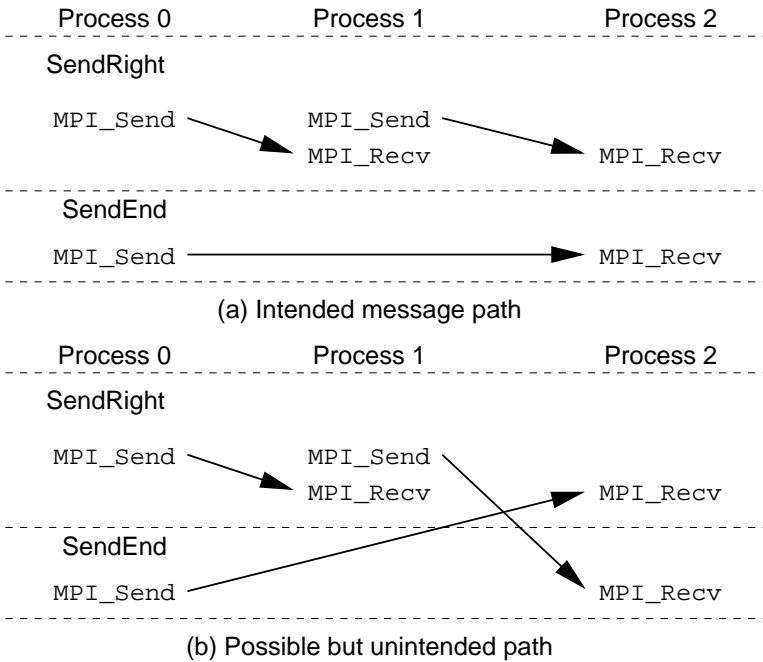 Process 0 Process 1 Process 2
SendRight
MPI_Send MPI_Send
MPI_Recv MPI_Recv
SendEnd
MPI_Send MPI_Recv
(a) Intended message path
Process 0 Process 1 Process 2
SendRight
MPI_Send MPI_Send
MPI_Recv MPI_Recv
SendEnd
MPI_Send MPI_Recv
(b) Possible but unintended path